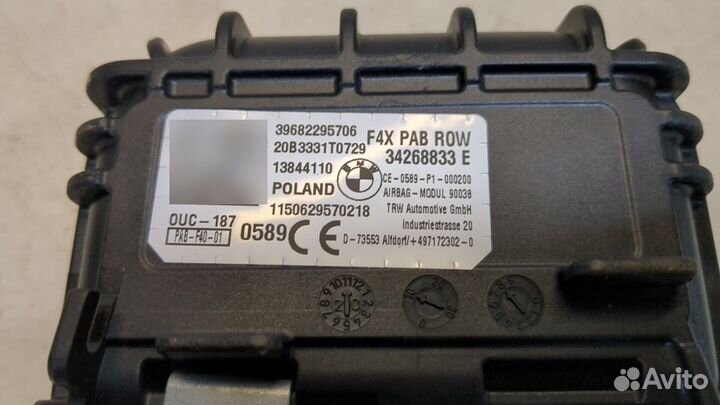 39682295706
20B3331T0729
13844110
POLAND
1150629570218
F4X PAB ROW
34268833 E
BMW
CE-0589-P1-000200
AIRBAG-MODUL 90038
TRW Automotive GmbH
Industriestrasse 20
D-73553 Alfdorf/+497172302-0
OUC-187
PAB-F40-01
0589 CE
Avito